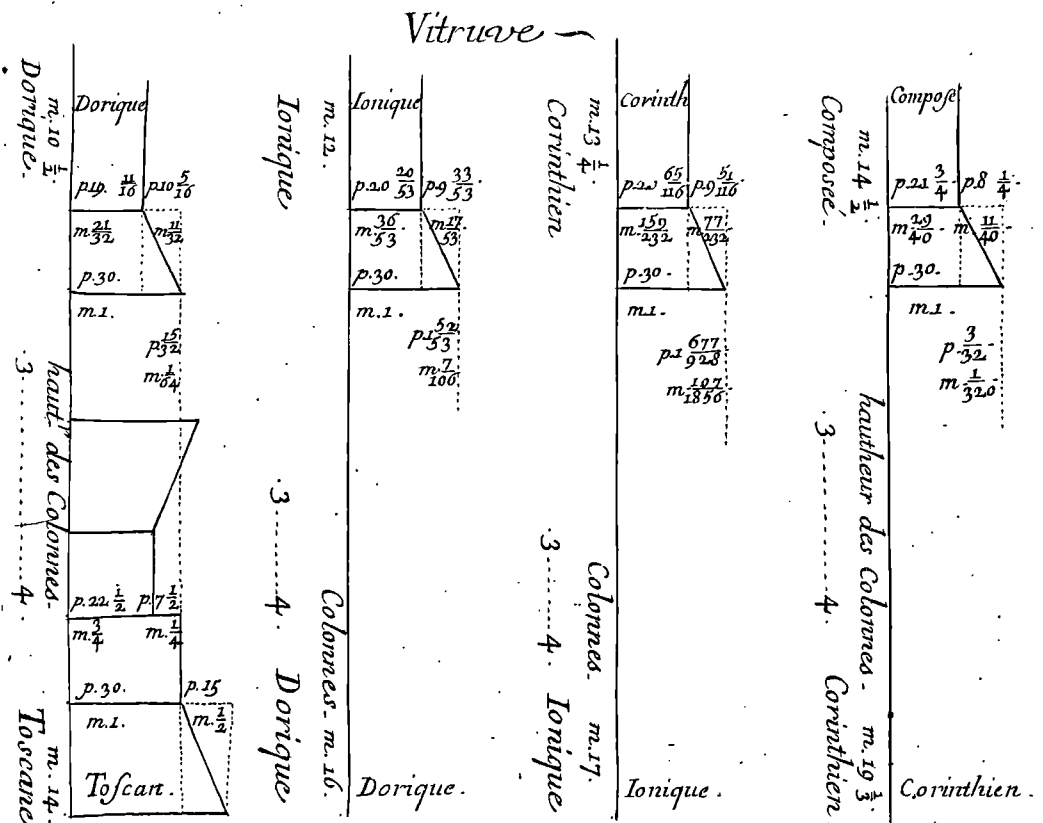 Vitruve
Dorique.
m.10 1/2
Dorique
p.19. 11/16 p.10 5/16
m. 21/32 m. 11/32
p.30.
m.1.
p. 15/32
m. 1/64
haut.r des Colonnes.
.3...........4.
p.22 1/2 p.7 1/2
m. 3/4 m. 1/4
p.30. p.15
m.1. m. 1/2
Toscan.
m. 14.
Toscane
Ionique
m. 12.
Ionique
p.20 20/53 p.9 33/53.
m. 36/53 m. 17/53
p.30.
m.1.
p.1 52/53
m. 7/106
.3........4. Dorique
Colonnes. m. 16.
Dorique.
Corinthien
m. 13 1/4.
Corinth
p.20 65/116 p.9 51/116.
m. 159/232 m. 77/232
p.30.
m1.
p.1 677/928
m. 197/1856.
.3........4. Ionique
Colonnes. m. 17.
Ionique.
Composée.
m. 14 1/2.
Composé
p.21 3/4. p.8 1/4.
m. 29/40. m. 11/40.
p.30.
m.1.
p. 3/32
m. 1/320
.3...........4. Corinthien
hautheur des Colonnes. m. 19 1/3
Corinthien.